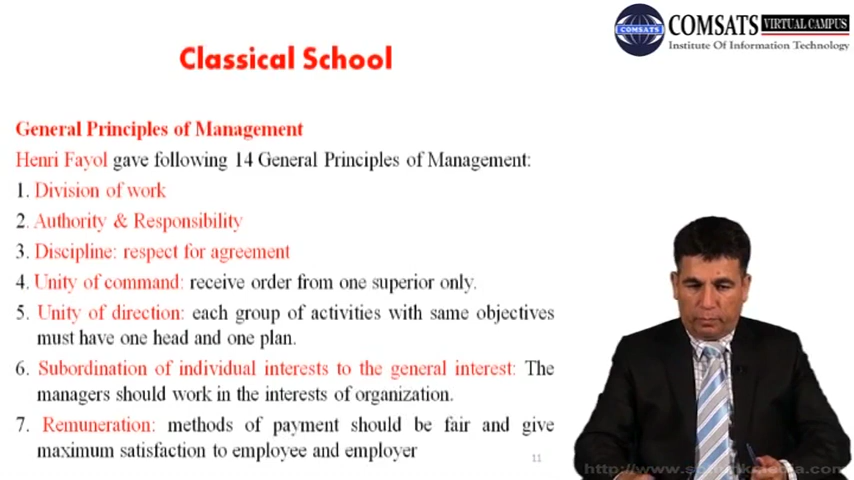 COMSATS
COMSATS VIRTUAL CAMPUS
Institute Of Information Technology
Classical School
General Principles of Management
Henri Fayol gave following 14 General Principles of Management:
1. Division of work
2. Authority & Responsibility
3. Discipline: respect for agreement
4. Unity of command: receive order from one superior only.
5. Unity of direction: each group of activities with same objectives
must have one head and one plan.
6. Subordination of individual interests to the general interest: The
managers should work in the interests of organization.
7. Remuneration: methods of payment should be fair and give
maximum satisfaction to employee and employer
11